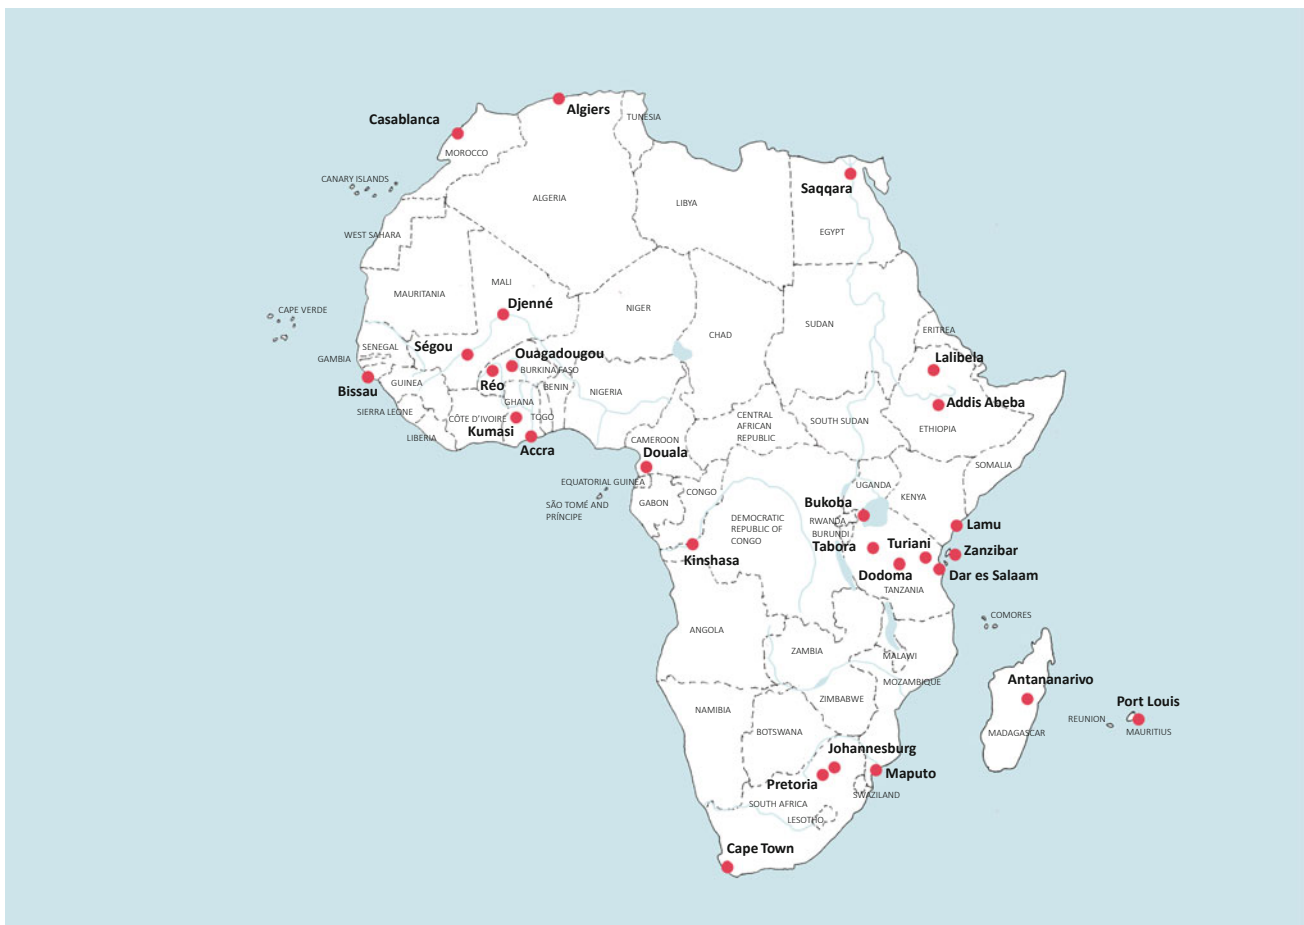 Algiers
Casablanca
TUNESIA
MOROCCO
CANARY ISLANDS
Saqqara
ALGERIA
LIBYA
EGYPT
WEST SAHARA
MALI
MAURITANIA
Djenné
NIGER
CAPE VERDE
CHAD
SUDAN
ERITREA
SENEGAL
Ségou
Ouagadougou
GAMBIA
Lalibela
BURKINA FASO
GUINEA
Réo
BENIN
Bissau
NIGERIA
GHANA
Addis Abeba
SIERRA LEONE
CÔTE D'IVOIRE
TOGO
CENTRAL
AFRICAN
REPUBLIC
SOUTH SUDAN
ETHIOPIA
Kumasi
LIBERIA
CAMEROON
Accra
Douala
SOMALIA
EQUATORIAL GUINEA
UGANDA
CONGO
KENYA
GABON
SÃO TOMÉ AND
PRÍNCIPE
Bukoba
DEMOCRATIC
REPUBLIC OF
CONGO
RWANDA
BURUNDI
Lamu
Tabora
Turiani
Zanzibar
Kinshasa
Dodoma
Dar es Salaam
TANZANIA
COMORES
ANGOLA
ZAMBIA
MALAWI
MOZAMBIQUE
Antananarivo
ZIMBABWE
Port Louis
NAMIBIA
REUNION
MAURITIUS
BOTSWANA
MADAGASCAR
Johannesburg
Maputo
Pretoria
SWAZILAND
SOUTH AFRICA
LESOTHO
Cape Town